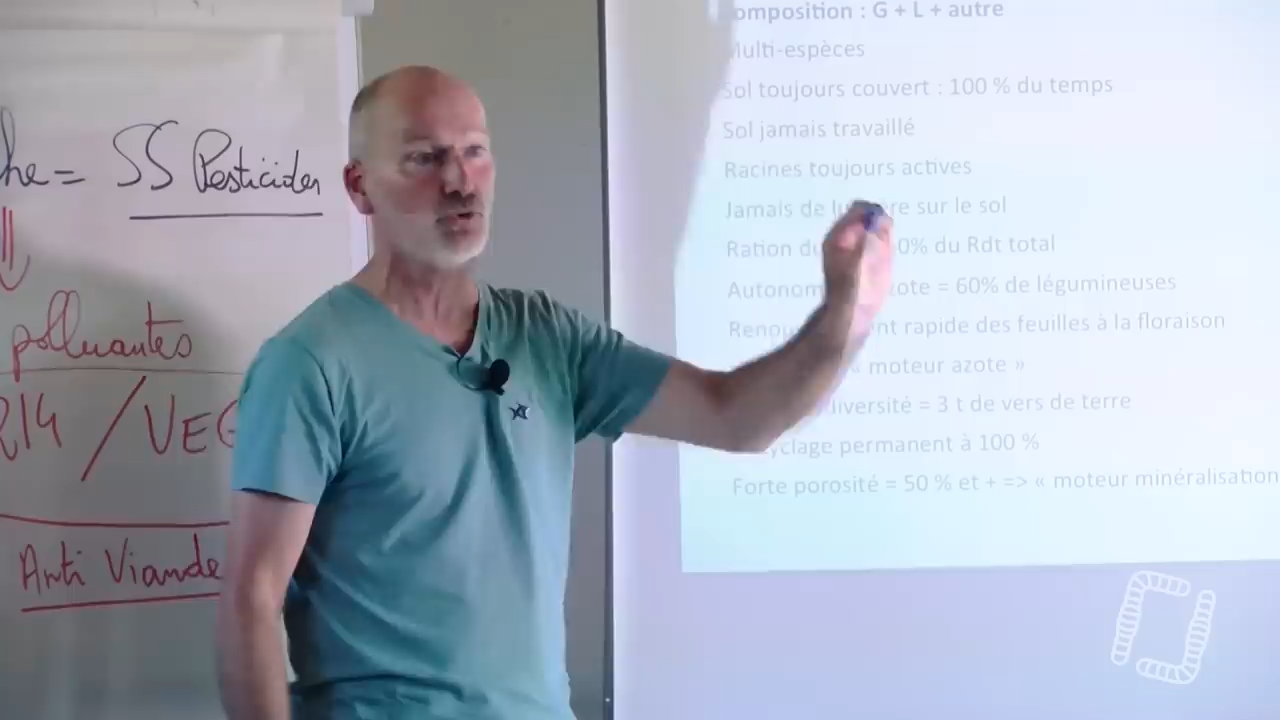 he = SS Pesticides
polluantes
214 / VEG
Anti Viande
omposition : G + L + autre
ulti-espèces
Sol toujours couvert : 100 % du temps
Sol jamais travaillé
Racines toujours actives
Jamais de lu re sur le sol
Ration du 0% du Rdt total
Autonom zote = 60% de légumineuses
Renou nt rapide des feuilles à la floraison
« moteur azote »
iversité = 3 t de vers de terre
yclage permanent à 100 %
Forte porosité = 50 % et + => « moteur minéralisation